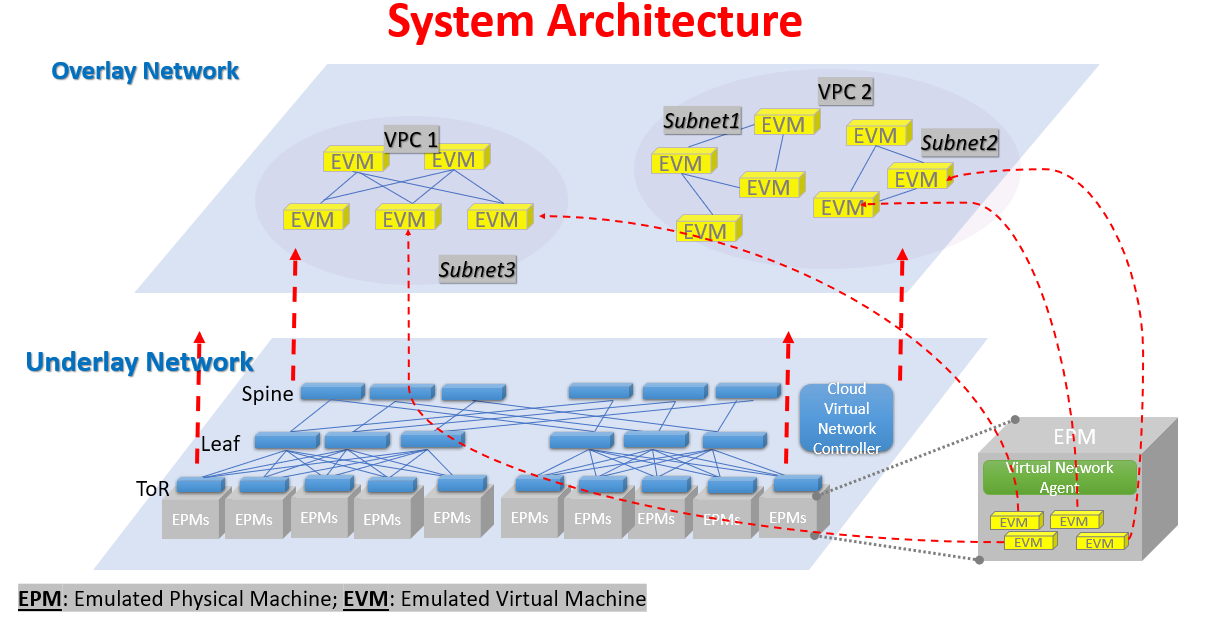 System Architecture
Overlay Network
VPC 1
EVM
EVM
EVM
EVM
EVM
Subnet3
VPC 2
Subnet1
EVM
EVM
EVM
EVM
EVM
Subnet2
EVM
EVM
Underlay Network
Spine
Leaf
ToR
Cloud
Virtual
Network
Controller
EPMs
EPMs
EPMs
EPMs
EPMs
EPMs
EPMs
EPMs
EPMs
EPMs
EPM
Virtual Network
Agent
EVM
EVM
EVM
EVM
EPM: Emulated Physical Machine; EVM: Emulated Virtual Machine